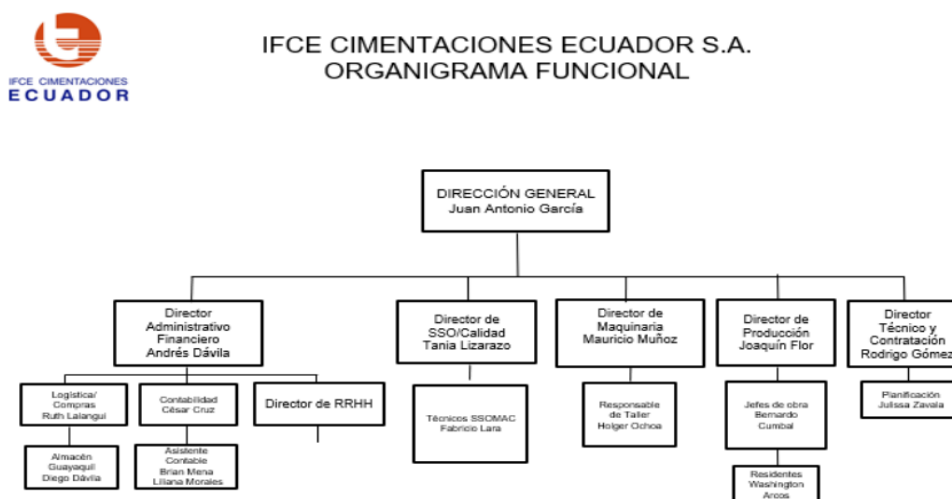 IFCE CIMENTACIONES
ECUADOR
IFCE CIMENTACIONES ECUADOR S.A.
ORGANIGRAMA FUNCIONAL
DIRECCIÓN GENERAL
Juan Antonio García
Director
Administrativo
Financiero
Andrés Dávila
Director de
SSO/Calidad
Tania Lizarazo
Director de
Maquinaria
Mauricio Muñoz
Director de
Producción
Joaquín Flor
Director
Técnico y
Contratación
Rodrigo Gómez
Logística/
Compras
Ruth Lalangui
Contabilidad
César Cruz
Director de RRHH
Técnicos SSOMAC
Fabricio Lara
Responsable
de Taller
Holger Ochoa
Jefes de obra
Bernardo
Cumbal
Planificación
Julissa Zavala
Almacén
Guayaquil
Diego Dávila
Asistente
Contable
Brian Mena
Liliana Morales
Residentes
Washington
Arcos